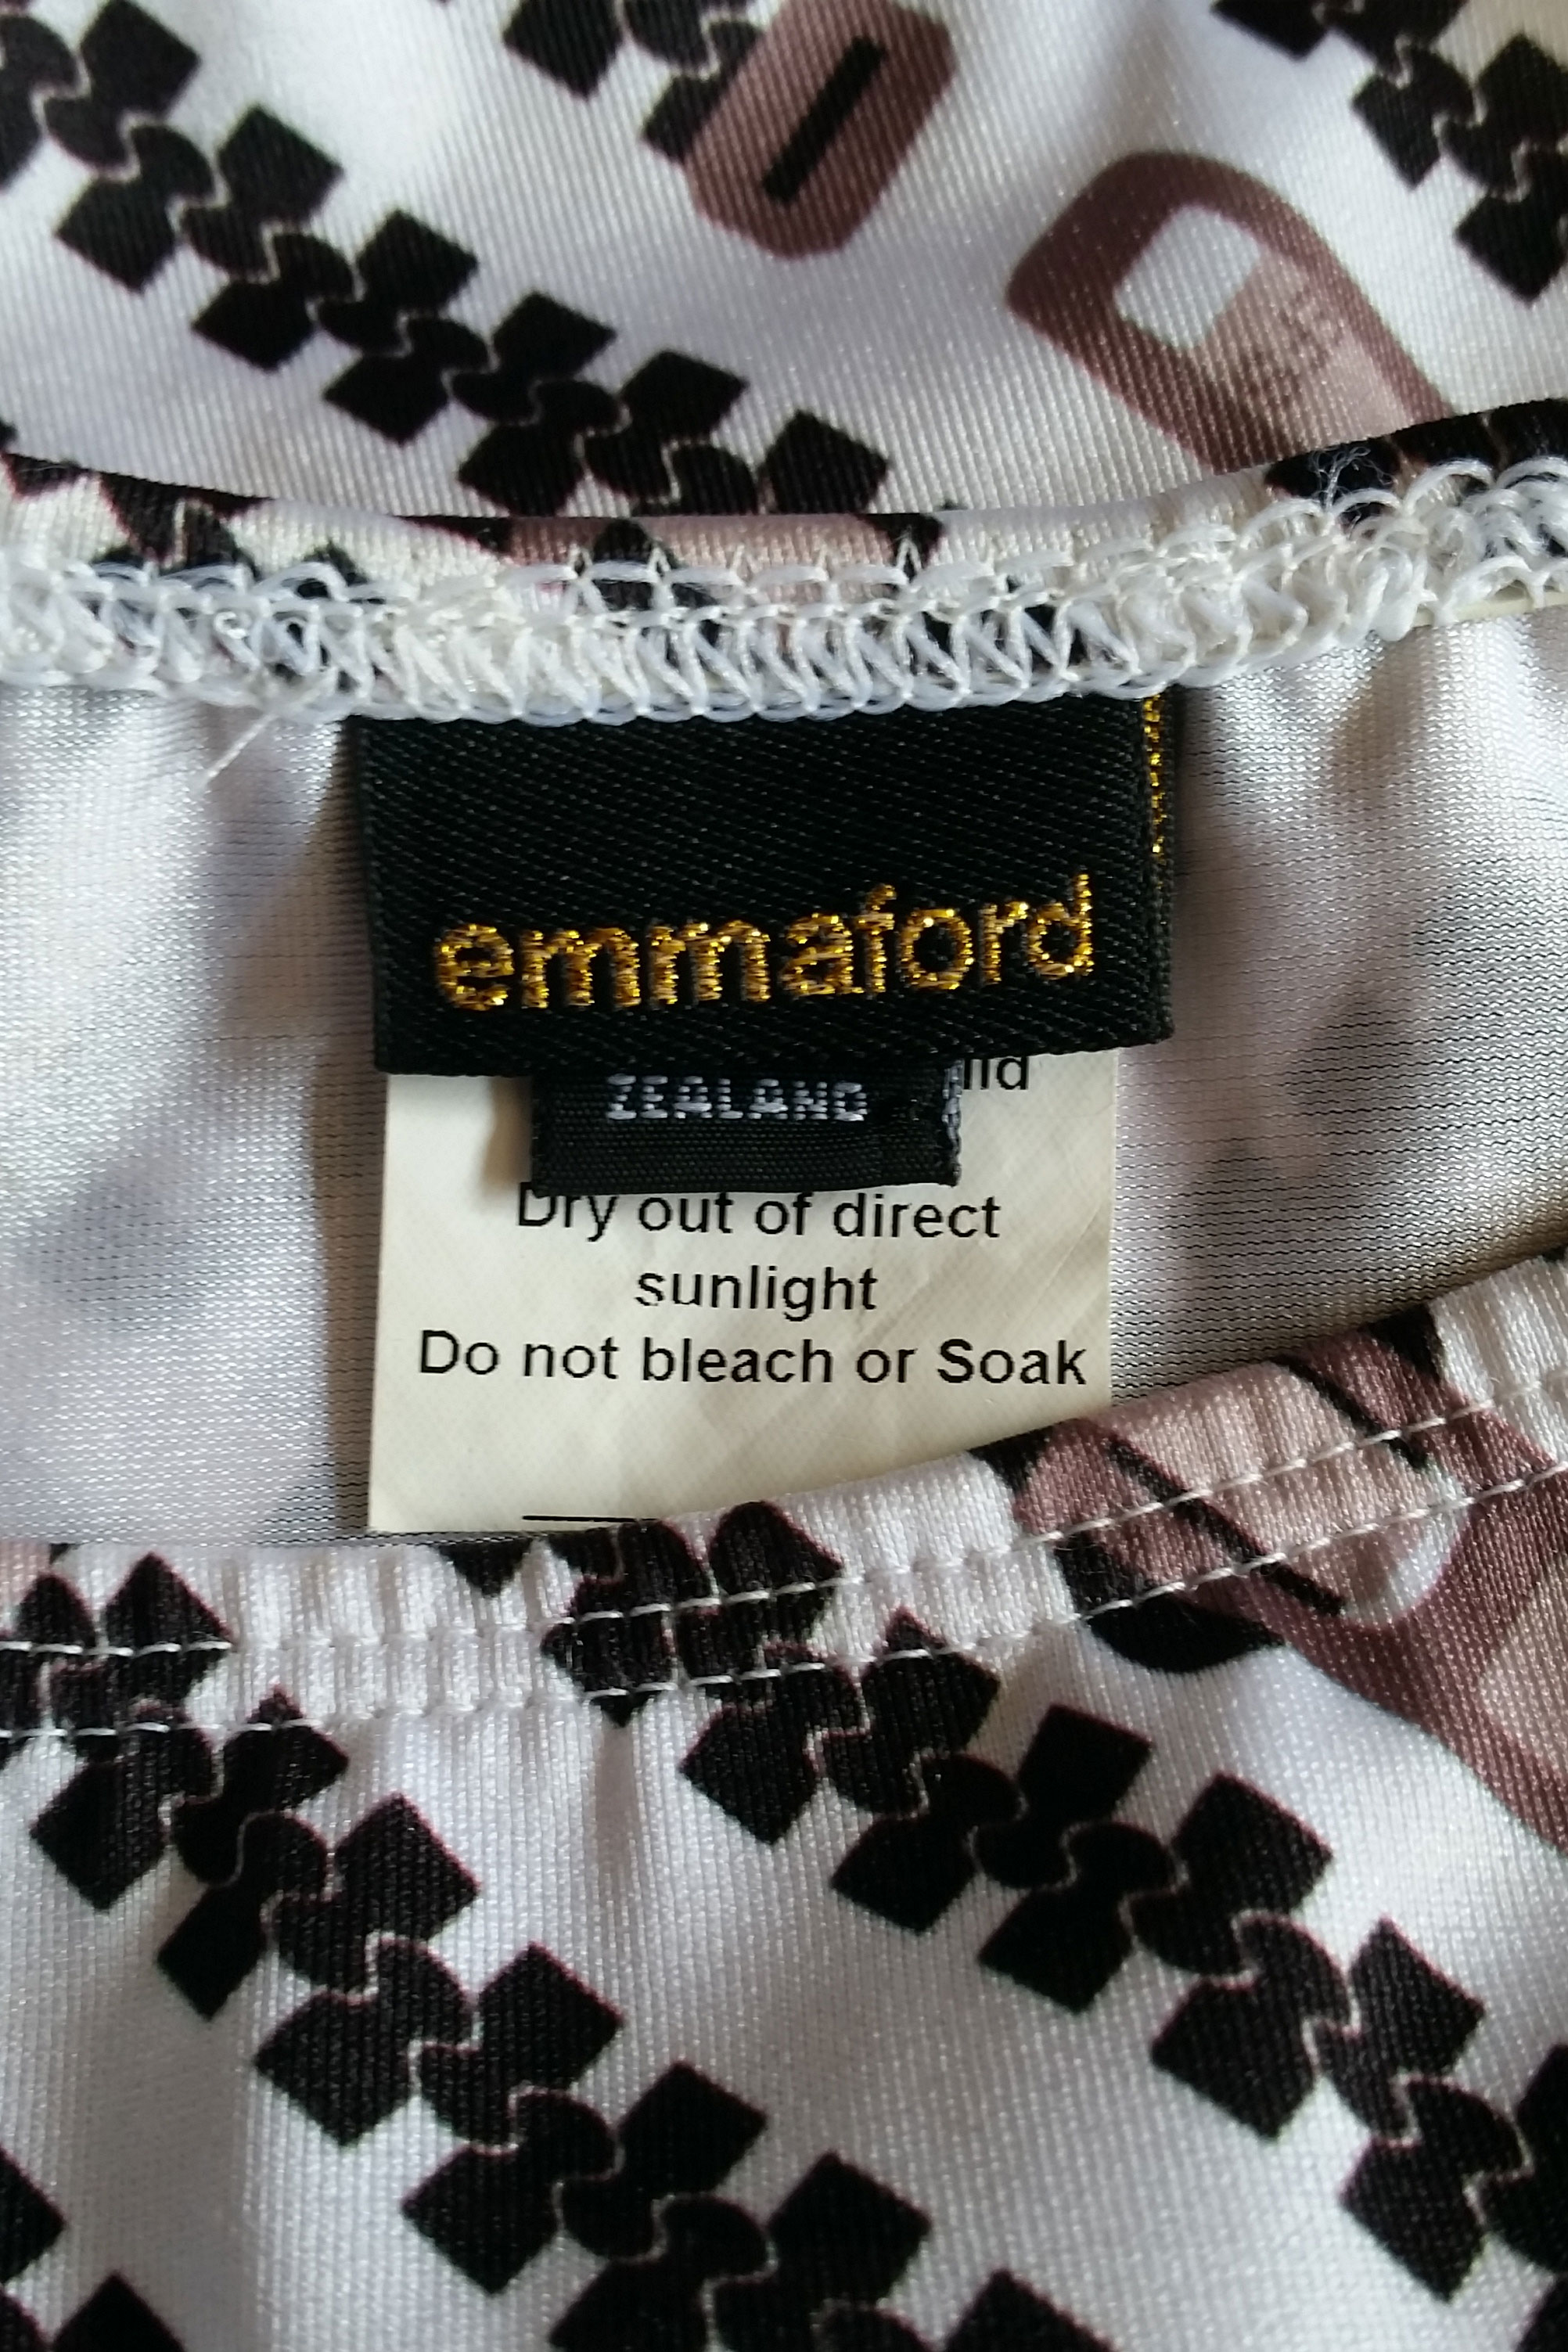 emmaford
ZEALAND
Dry out of direct
sunlight
Do not bleach or Soak